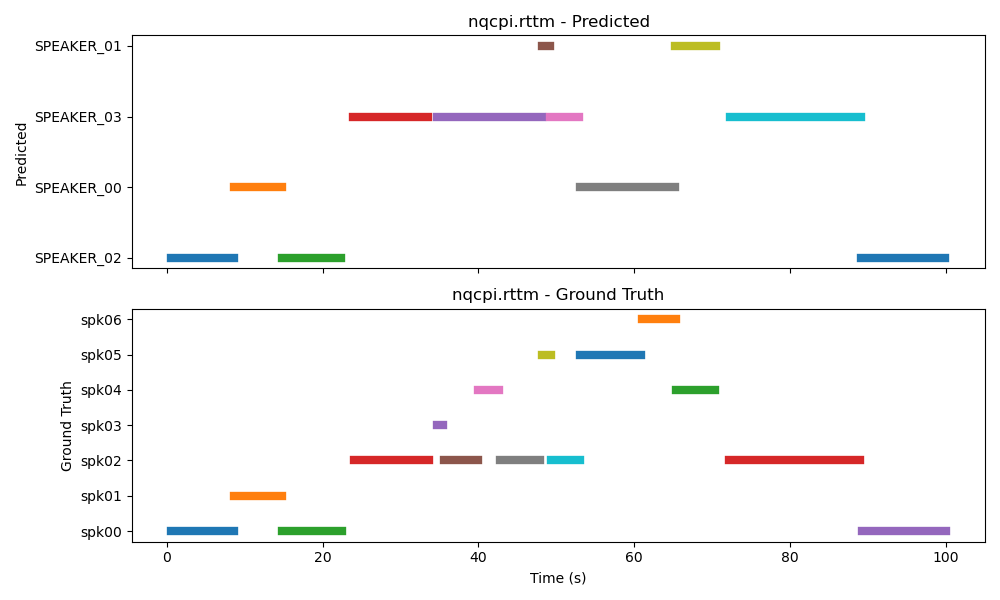 nqcpi.rttm - Predicted
SPEAKER_01
SPEAKER_03
SPEAKER_00
SPEAKER_02
Predicted
nqcpi.rttm - Ground Truth
spk06
spk05
spk04
spk03
spk02
spk01
spk00
Ground Truth
0 20 40 60 80 100
Time (s)